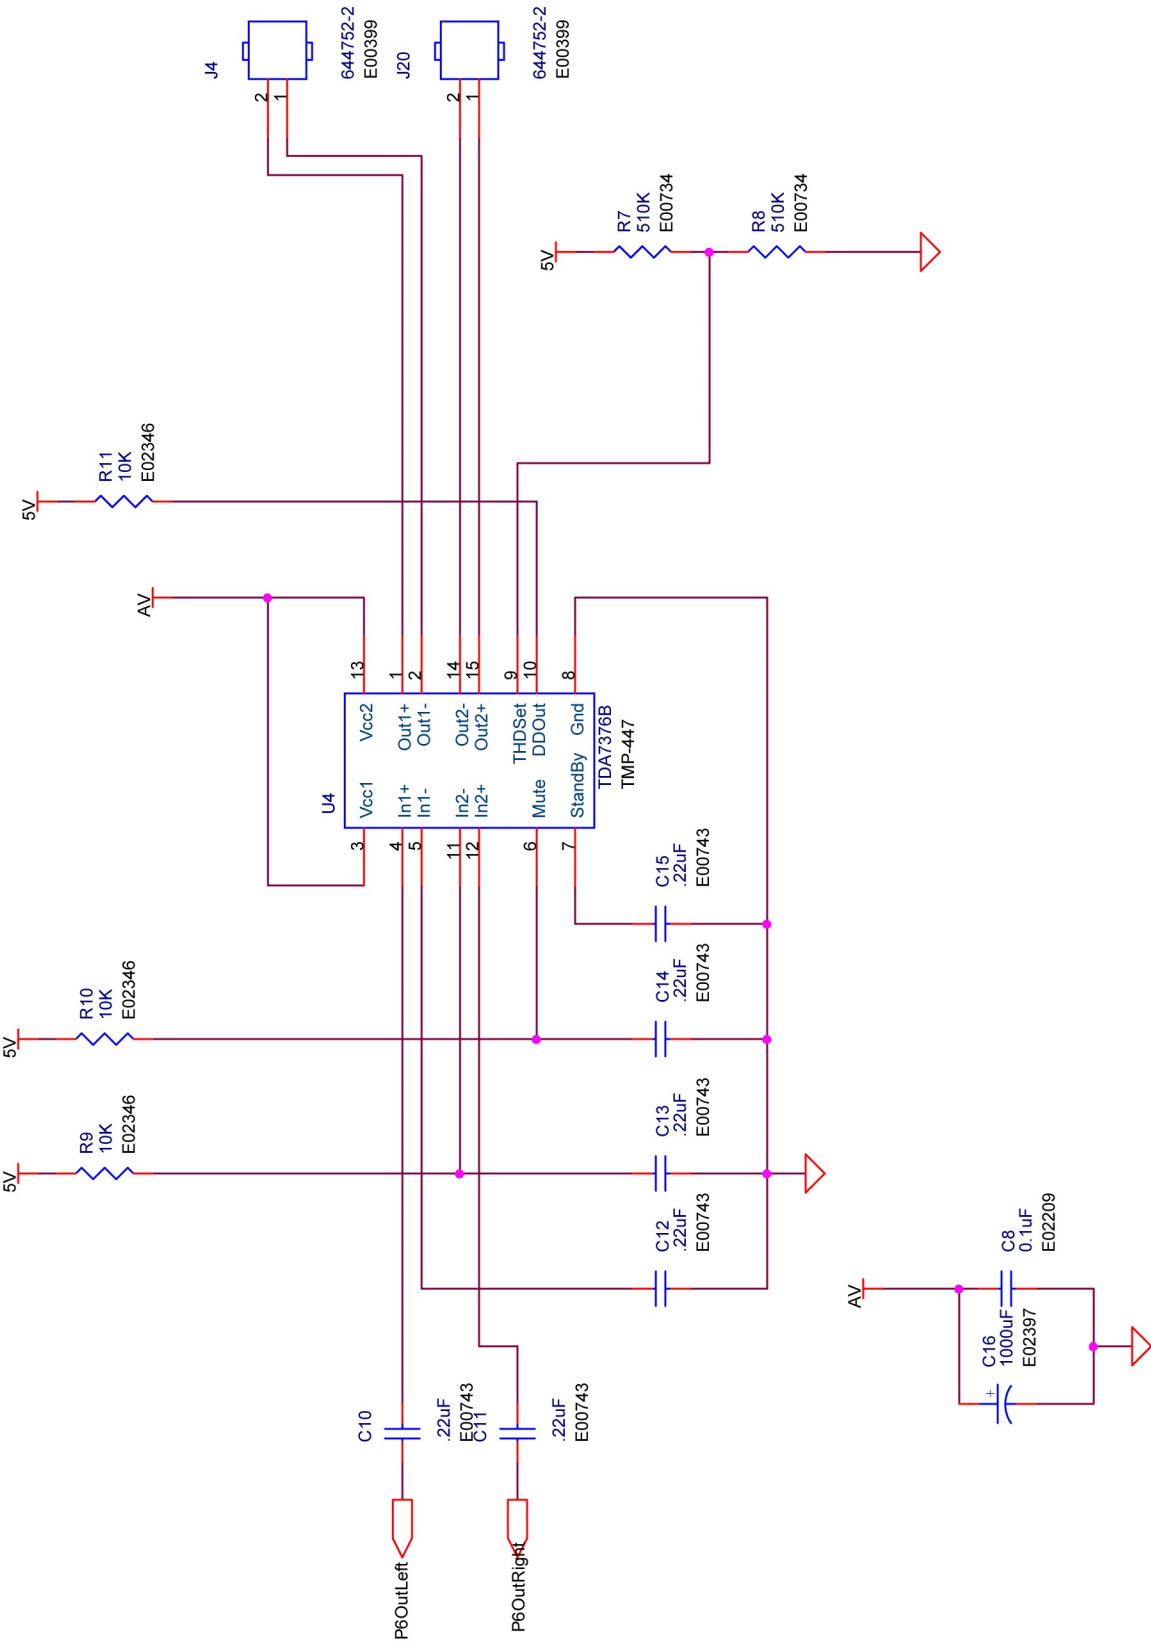 J4
644752-2
E00399
J20
644752-2
E00399
2
1
2
1
5V
R7
510K
E00734
R8
510K
E00734
5V
R11
10K
E02346
AV
13
1
2
14
15
9
10
8
U4
Vcc1
Vcc2
In1+
Out1+
In1-
Out1-
In2-
Out2-
In2+
Out2+
THDSet
Mute
DDOut
StandBy
Gnd
TDA7376B
TMP-447
3
4
5
11
12
6
7
C15
.22uF
E00743
5V
R10
10K
E02346
C14
.22uF
E00743
5V
R9
10K
E02346
C13
.22uF
E00743
C12
.22uF
E00743
AV
C8
0.1uF
E02209
C16
1000uF
E02397
+
C10
.22uF
E00743
C11
.22uF
E00743
P6OutLeft
P6OutRight